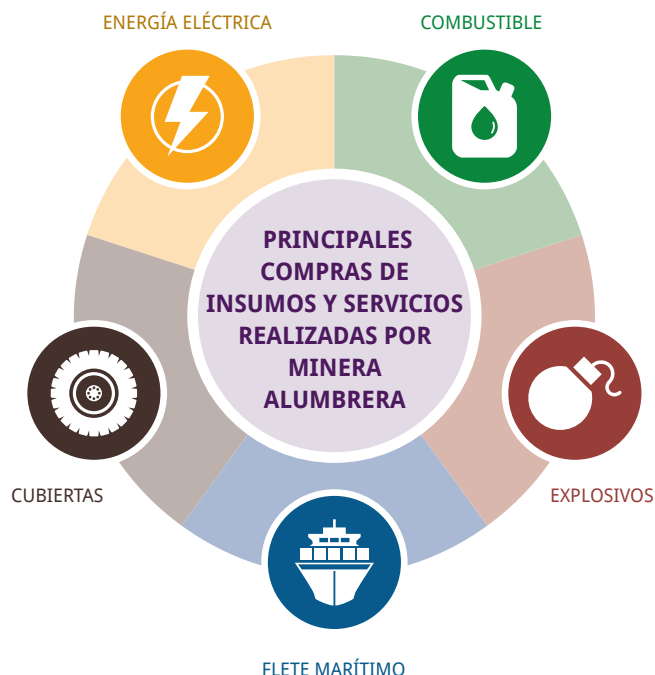 ENERGÍA ELÉCTRICA
COMBUSTIBLE
PRINCIPALES
COMPRAS DE
INSUMOS Y SERVICIOS
REALIZADAS POR
MINERA
ALUMBRERA
CUBIERTAS
EXPLOSIVOS
FLETE MARÍTIMO